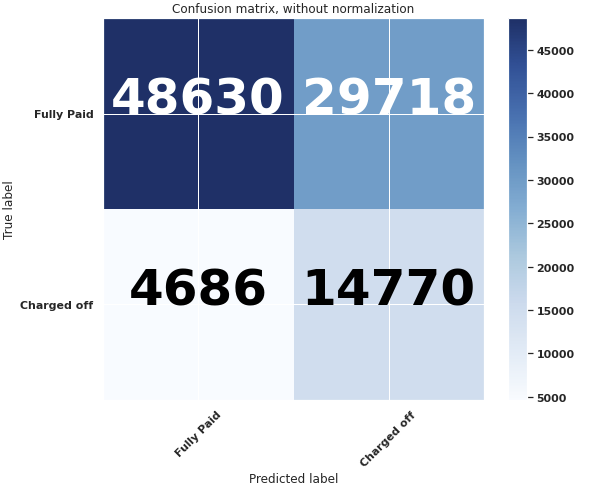 Confusion matrix, without normalization
True label
Fully Paid
48630 29718
Charged off
4686 14770
Fully Paid
Charged off
Predicted label
45000
40000
35000
30000
25000
20000
15000
10000
5000